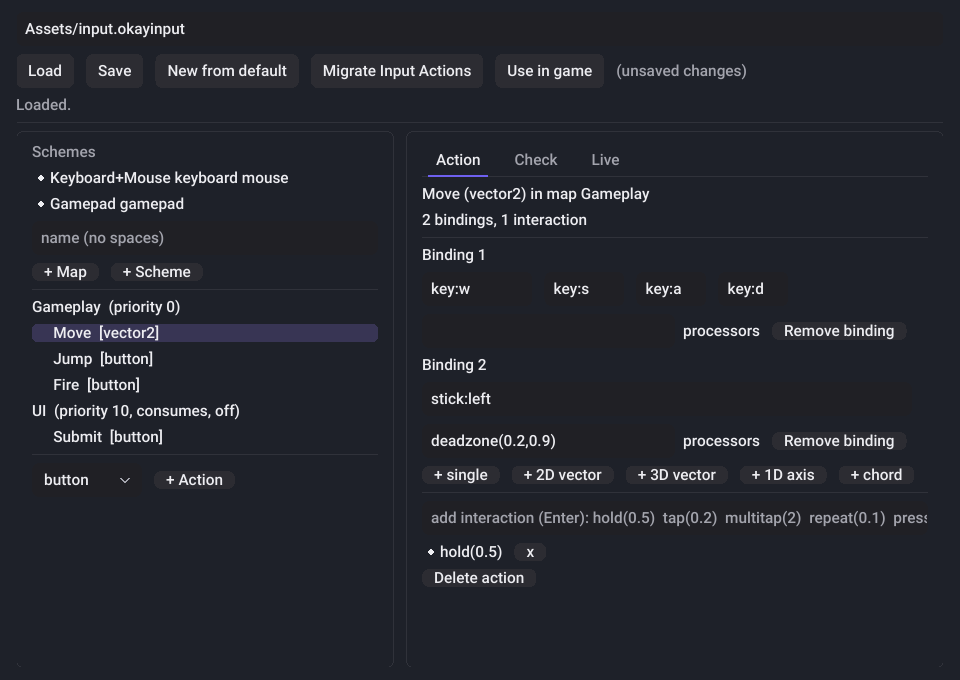 Assets/input.okayinput
Load Save New from default Migrate Input Actions Use in game (unsaved changes)
Loaded.
Schemes
Keyboard+Mouse keyboard mouse
Gamepad gamepad
name (no spaces)
+ Map + Scheme
Gameplay (priority 0)
Move [vector2]
Jump [button]
Fire [button]
UI (priority 10, consumes, off)
Submit [button]
button + Action
Action Check Live
Move (vector2) in map Gameplay
2 bindings, 1 interaction
Binding 1
key:w key:s key:a key:d
processors Remove binding
Binding 2
stick:left
deadzone(0.2,0.9) processors Remove binding
+ single + 2D vector + 3D vector + 1D axis + chord
add interaction (Enter): hold(0.5) tap(0.2) multitap(2) repeat(0.1) press
hold(0.5) x
Delete action